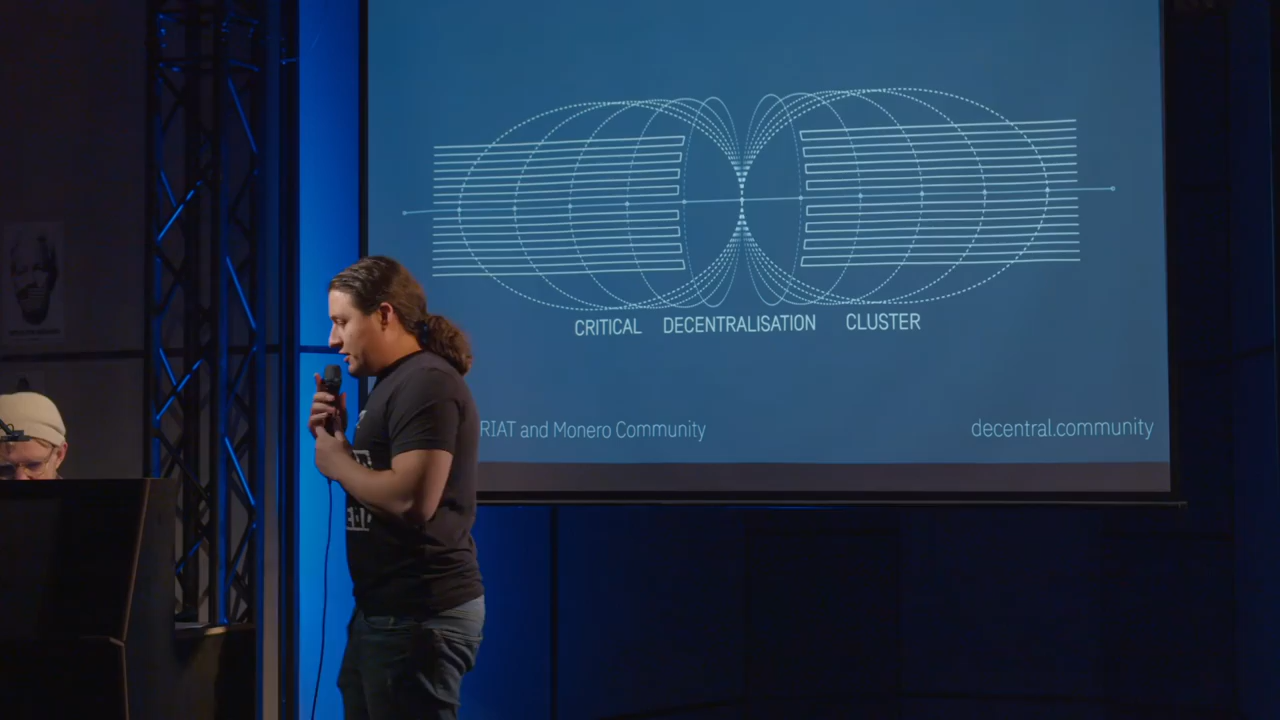 CRITICAL DECENTRALISATION CLUSTER
RIAT and Monero Community
decentral.community